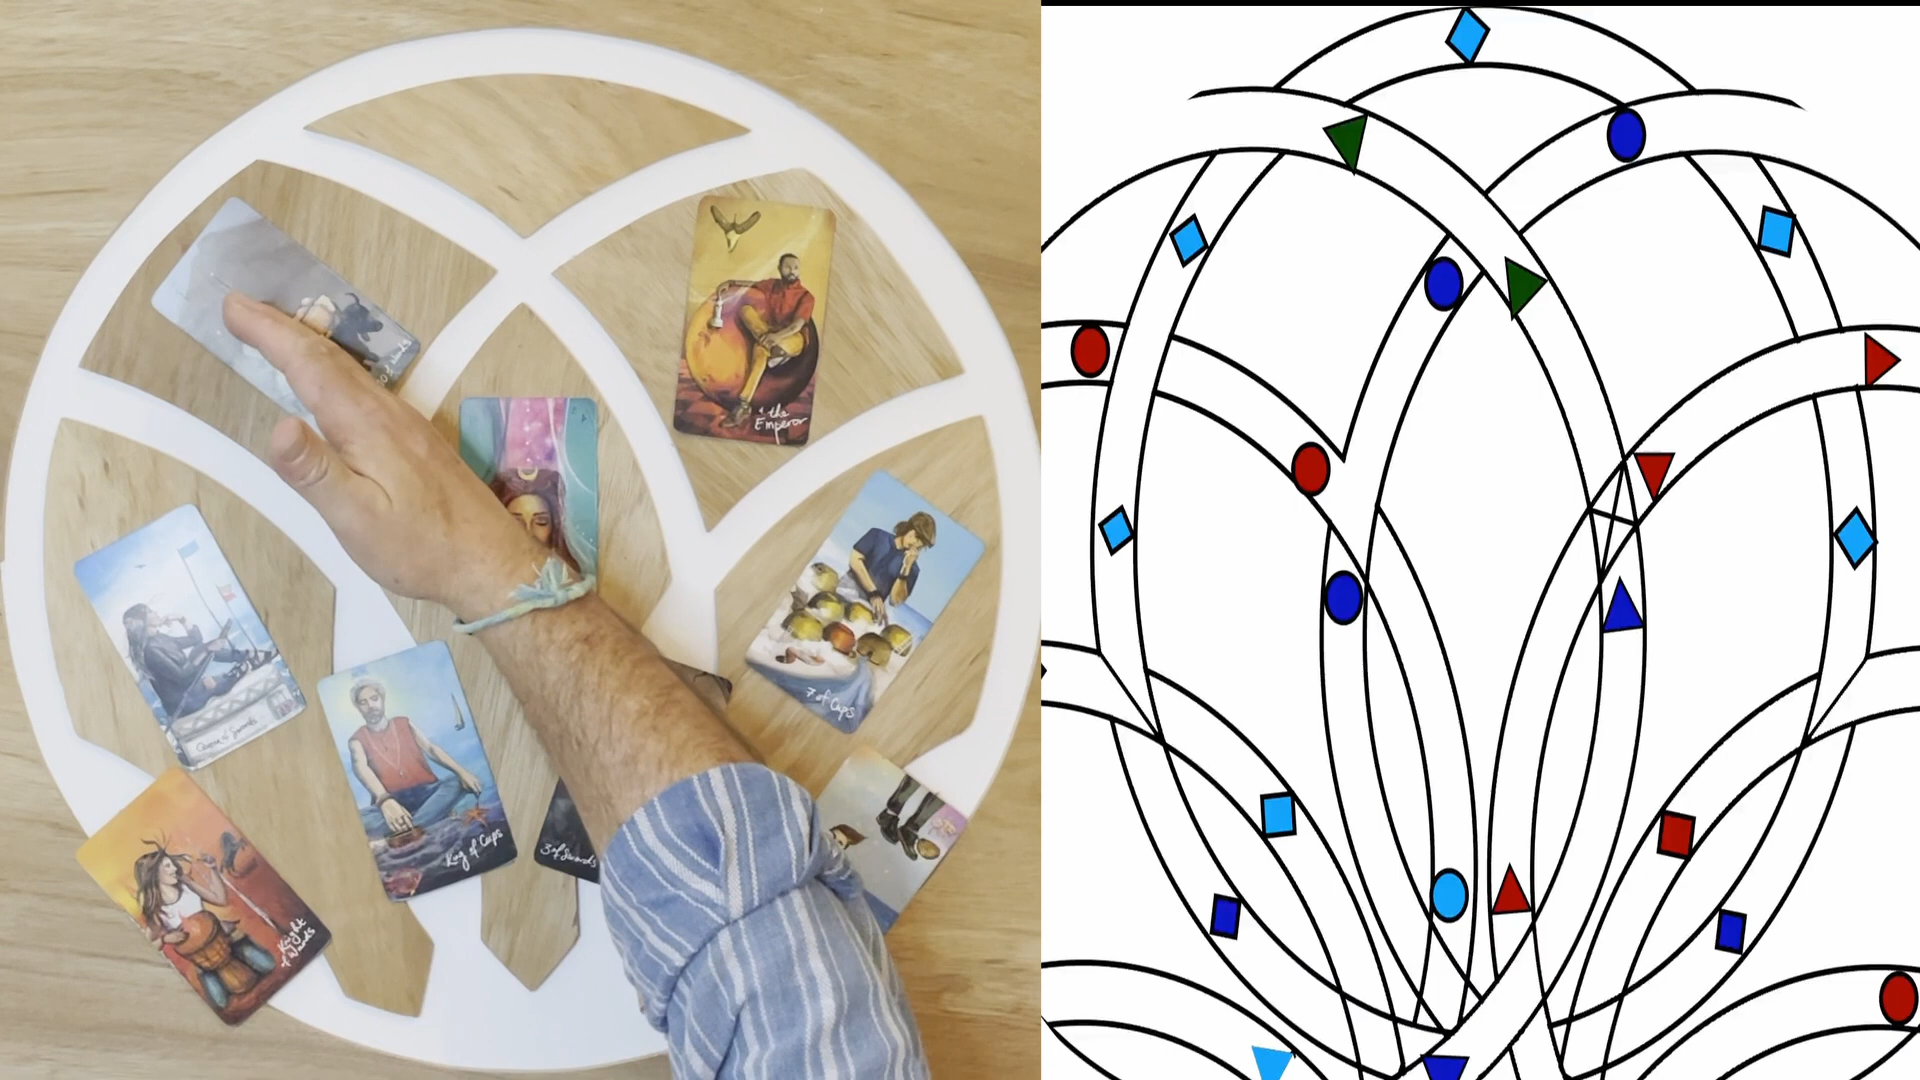 the
Emperor
7 of Cups
Queen of Swords
King of Cups
3 of Swords
Knight
of Wands